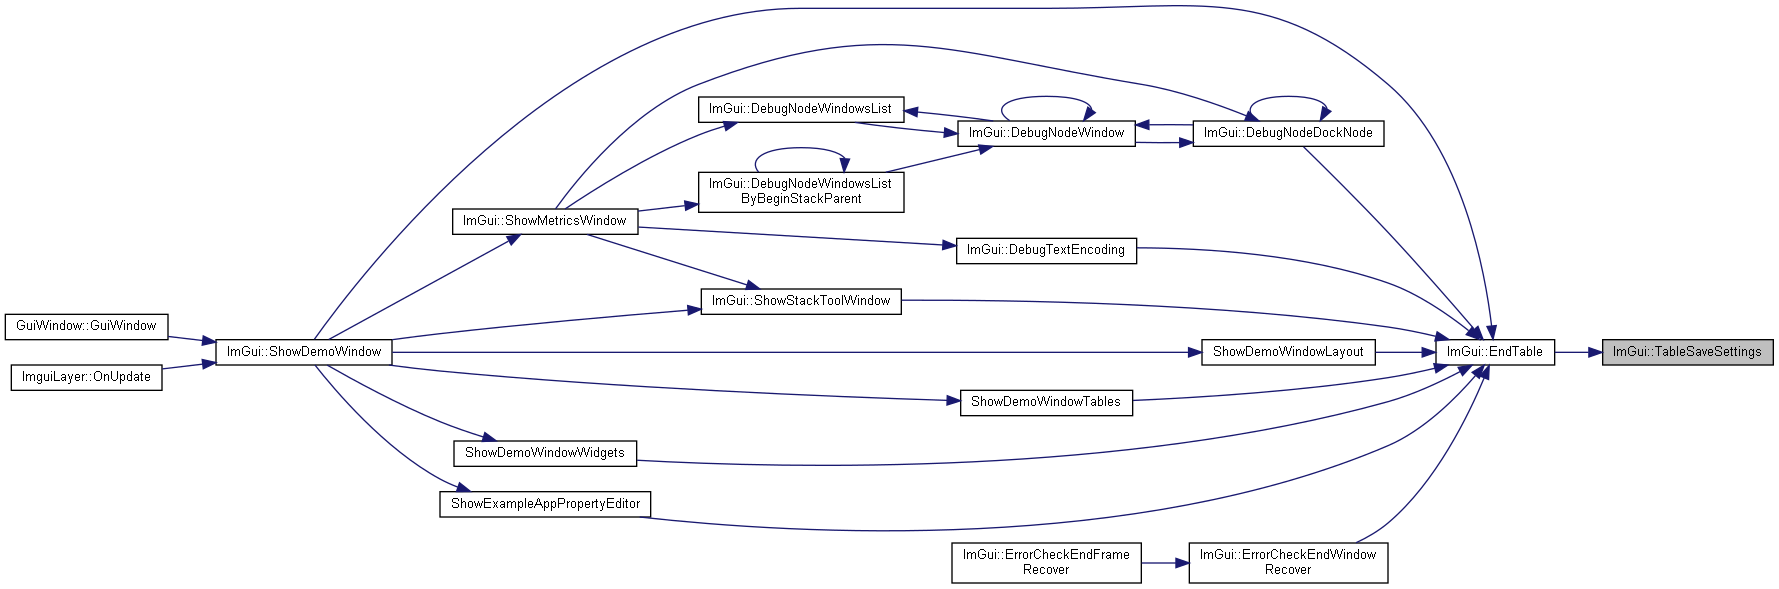 ImGui::DebugNodeWindowsList
ImGui::DebugNodeWindow
ImGui::DebugNodeDockNode
ImGui::DebugNodeWindowsList
ByBeginStackParent
ImGui::ShowMetricsWindow
ImGui::DebugTextEncoding
ImGui::ShowStackToolWindow
GuiWindow::GuiWindow
ImGui::ShowDemoWindow
ShowDemoWindowLayout
ImGui::EndTable
ImGui::TableSaveSettings
ImguiLayer::OnUpdate
ShowDemoWindowTables
ShowDemoWindowWidgets
ShowExampleAppPropertyEditor
ImGui::ErrorCheckEndFrame
Recover
ImGui::ErrorCheckEndWindow
Recover